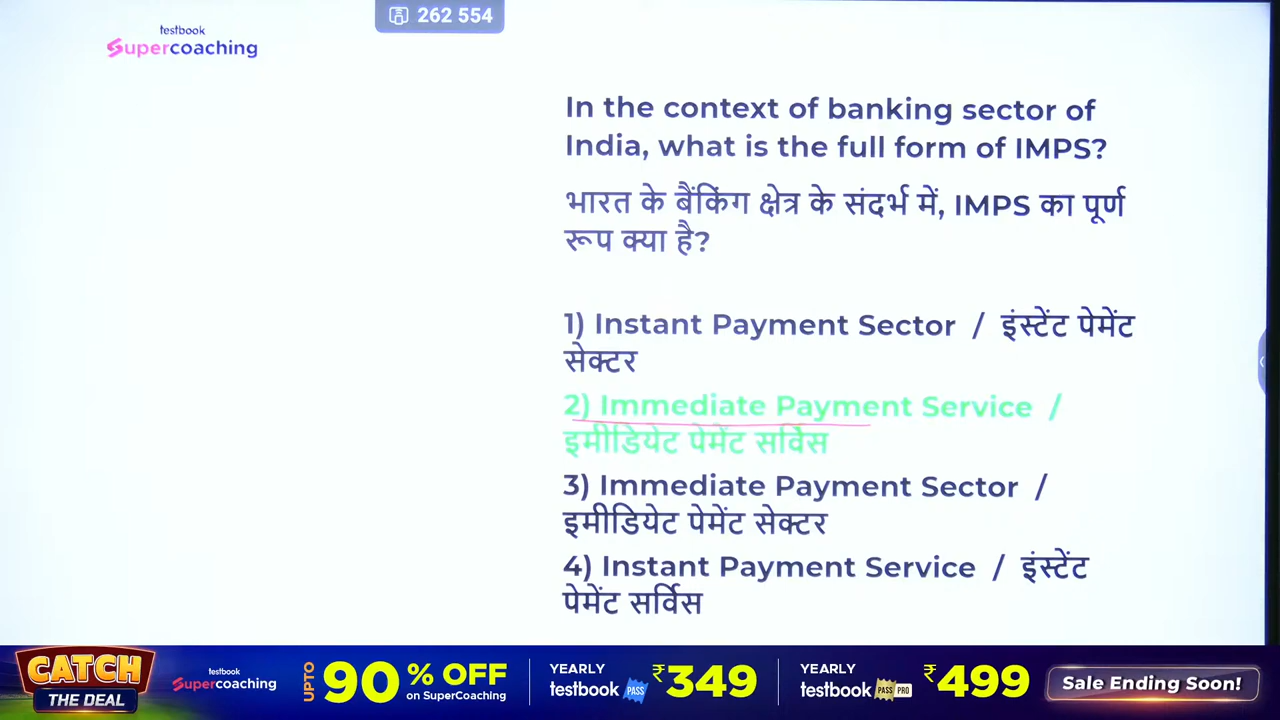 262 554
testbook
Supercoaching
In the context of banking sector of
India, what is the full form of IMPS?
भारत के बैंकिंग क्षेत्र के संदर्भ में, IMPS का पूर्ण
रूप क्या है?
1) Instant Payment Sector / इंस्टेंट पेमेंट
सेक्टर
2) Immediate Payment Service /
इमीडियेट पेमेंट सर्विस
3) Immediate Payment Sector /
इमीडियेट पेमेंट सेक्टर
4) Instant Payment Service / इंस्टेंट
पेमेंट सर्विस
CATCH
THE DEAL
testbook
Supercoaching
UPTO 90% OFF
on SuperCoaching
YEARLY
testbook PASS
₹349
YEARLY
testbook PASS PRO
₹499
Sale Ending Soon!